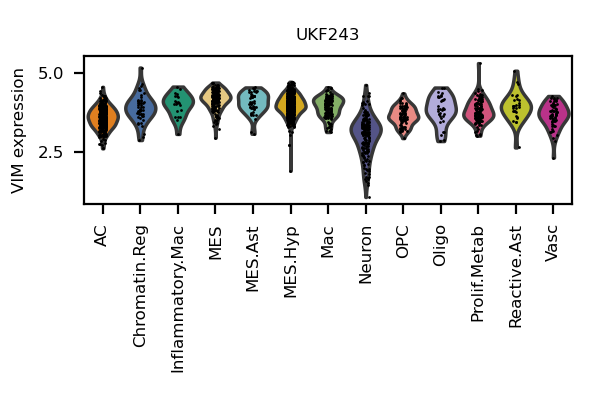 UKF243
VIM expression
5.0
2.5
AC
Chromatin.Reg
Inflammatory.Mac
MES
MES.Ast
MES.Hyp
Mac
Neuron
OPC
Oligo
Prolif.Metab
Reactive.Ast
Vasc